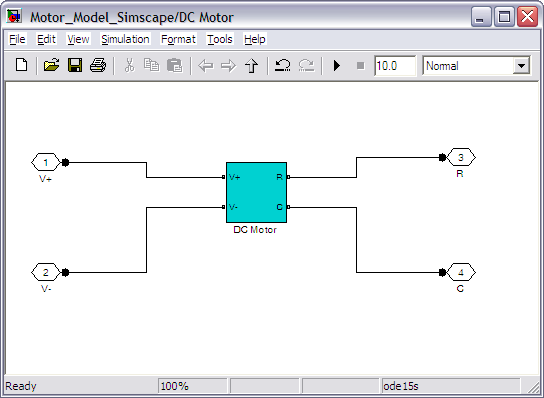 Motor_Model_Simscape/DC Motor
File Edit View Simulation Format Tools Help
10.0 Normal
1
V+
V+ R
V- C
DC Motor
3
R
2
V-
4
C
Ready 100% ode15s